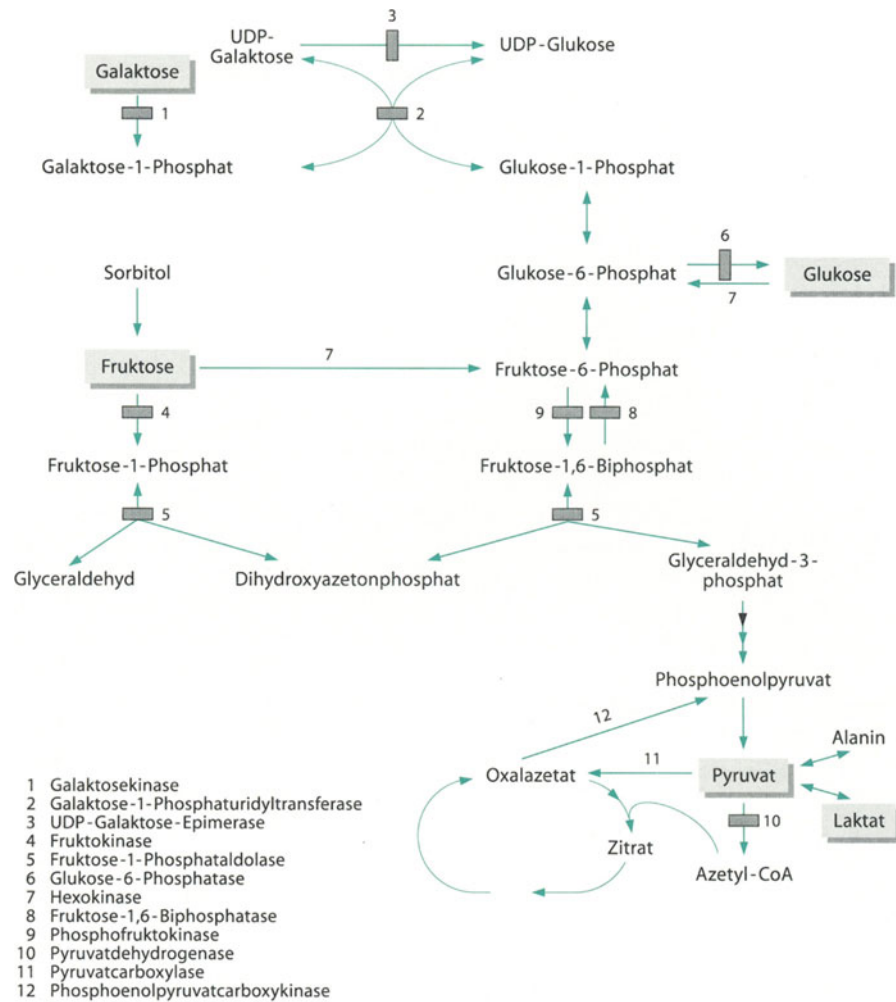 3
UDP-
Galaktose
UDP-Glukose
Galaktose
1
2
Galaktose-1-Phosphat
Glukose-1-Phosphat
6
Sorbitol
Glukose-6-Phosphat
Glukose
7
7
Fruktose
Fruktose-6-Phosphat
4
9
8
Fruktose-1-Phosphat
Fruktose-1,6-Biphosphat
5
5
Glyceraldehyd
Dihydroxyazetonphosphat
Glyceraldehyd-3-
phosphat
Phosphoenolpyruvat
12
Alanin
Oxalazetat
11
Pyruvat
Laktat
10
Zitrat
Azetyl-CoA
1 Galaktosekinase
2 Galaktose-1-Phosphaturidyltransferase
3 UDP-Galaktose-Epimerase
4 Fruktokinase
5 Fruktose-1-Phosphataldolase
6 Glukose-6-Phosphatase
7 Hexokinase
8 Fruktose-1,6-Biphosphatase
9 Phosphofruktokinase
10 Pyruvatdehydrogenase
11 Pyruvatcarboxylase
12 Phosphoenolpyruvatcarboxykinase